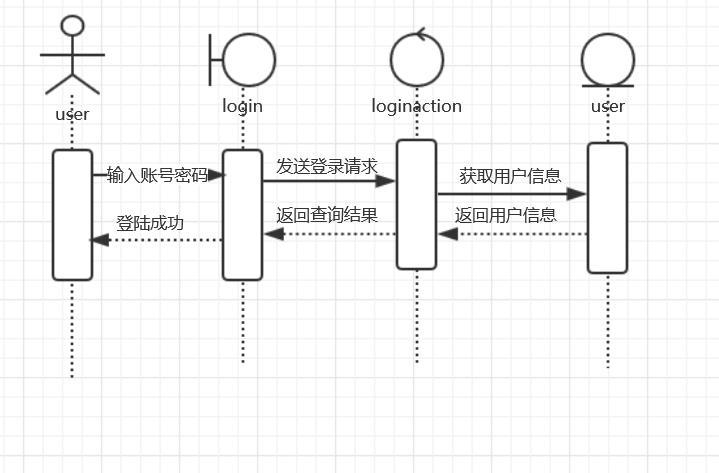 user
login
loginaction
user
输入账号密码
发送登录请求
获取用户信息
登陆成功
返回查询结果
返回用户信息